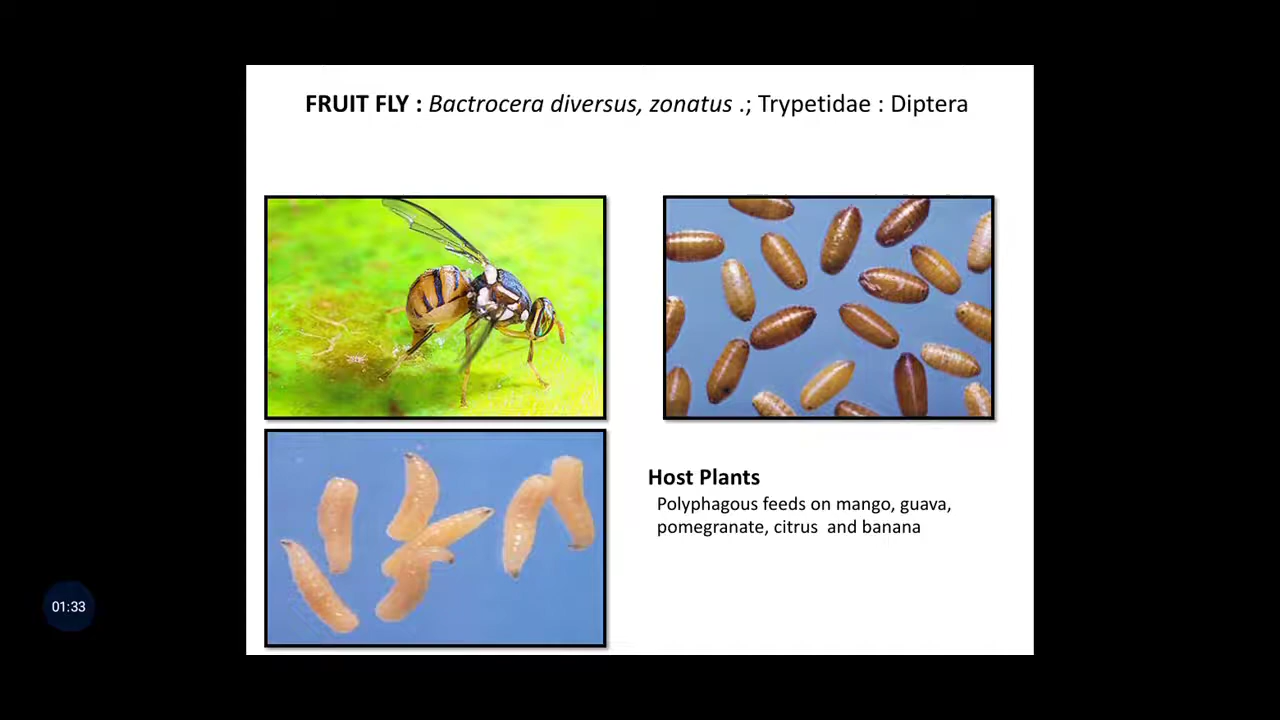 FRUIT FLY : Bactrocera diversus, zonatus .; Trypetidae : Diptera
Host Plants
Polyphagous feeds on mango, guava,
pomegranate, citrus  and banana
01:33